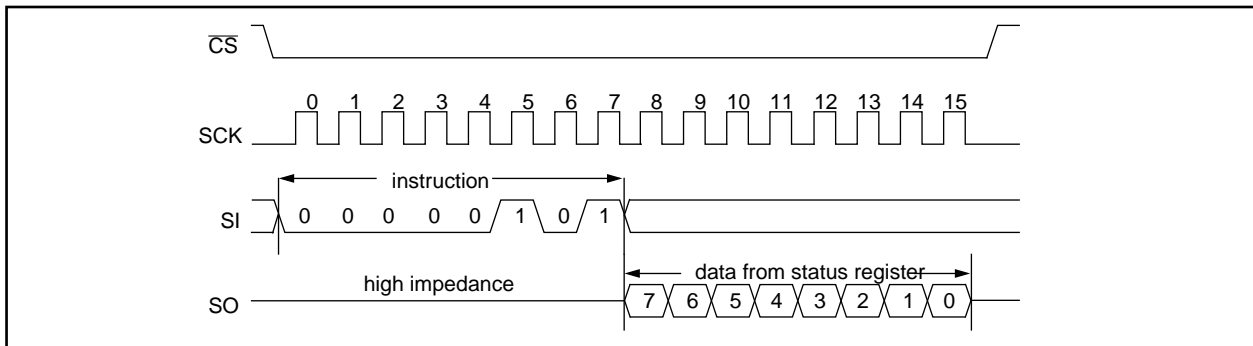 CS
0 1 2 3 4 5 6 7 8 9 10 11 12 13 14 15
SCK
instruction
SI 0 0 0 0 0 1 0 1
data from status register
high impedance
SO 7 6 5 4 3 2 1 0